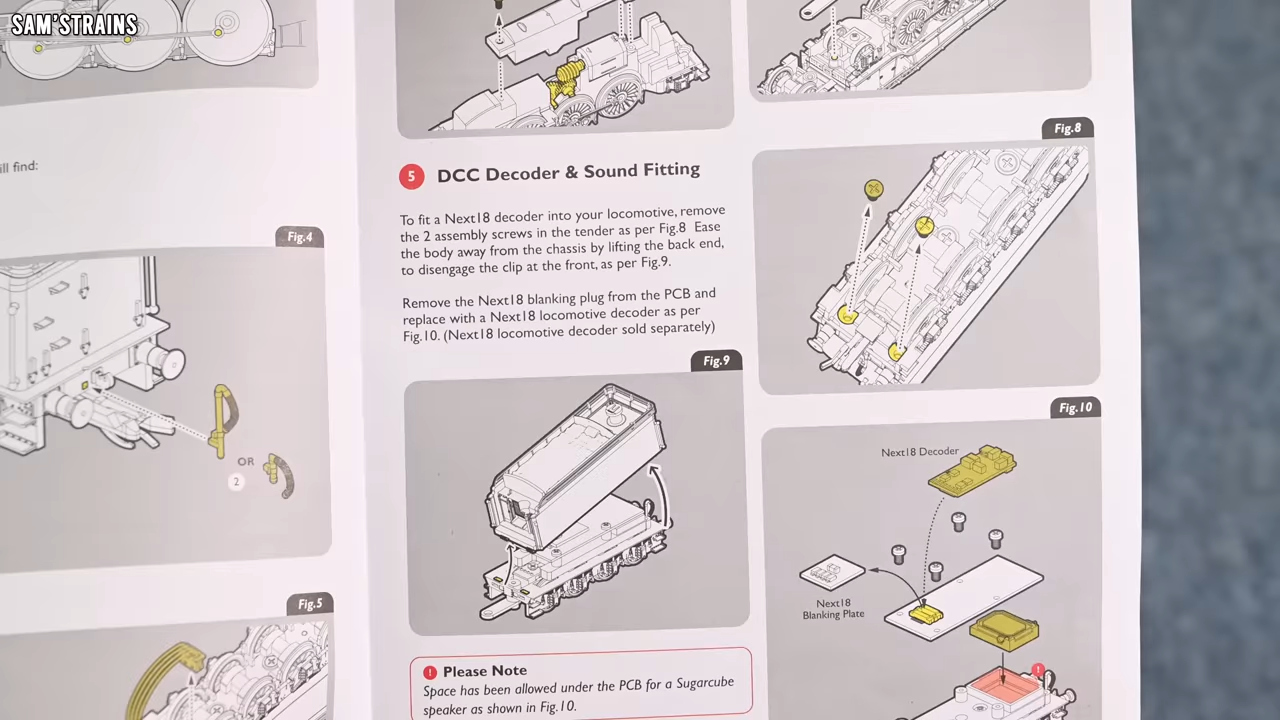 SAM'STRAINS
ill find:
Fig.4
OR
2
Fig.5
5 DCC Decoder & Sound Fitting
To fit a Next18 decoder into your locomotive, remove
the 2 assembly screws in the tender as per Fig.8 Ease
the body away from the chassis by lifting the back end,
to disengage the clip at the front, as per Fig.9.
Remove the Next18 blanking plug from the PCB and
replace with a Next18 locomotive decoder as per
Fig.10. (Next18 locomotive decoder sold separately)
Fig.9
! Please Note
Space has been allowed under the PCB for a Sugarcube
speaker as shown in Fig.10.
Fig.8
Fig.10
Next18 Decoder
Next18
Blanking Plate
!